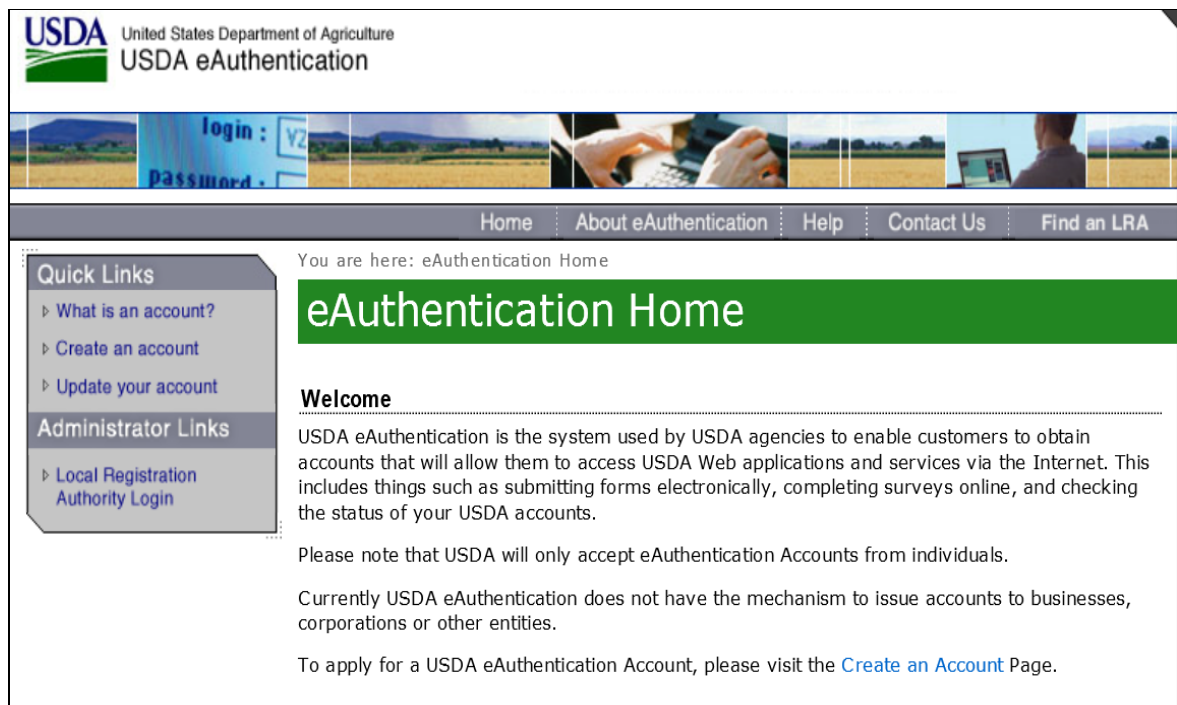 USDA
United States Department of Agriculture
USDA eAuthentication
login :
VZ
password :
Home
About eAuthentication
Help
Contact Us
Find an LRA
Quick Links
What is an account?
Create an account
Update your account
Administrator Links
Local Registration
Authority Login
You are here: eAuthentication Home
eAuthentication Home
Welcome
USDA eAuthentication is the system used by USDA agencies to enable customers to obtain
accounts that will allow them to access USDA Web applications and services via the Internet. This
includes things such as submitting forms electronically, completing surveys online, and checking
the status of your USDA accounts.
Please note that USDA will only accept eAuthentication Accounts from individuals.
Currently USDA eAuthentication does not have the mechanism to issue accounts to businesses,
corporations or other entities.
To apply for a USDA eAuthentication Account, please visit the Create an Account Page.